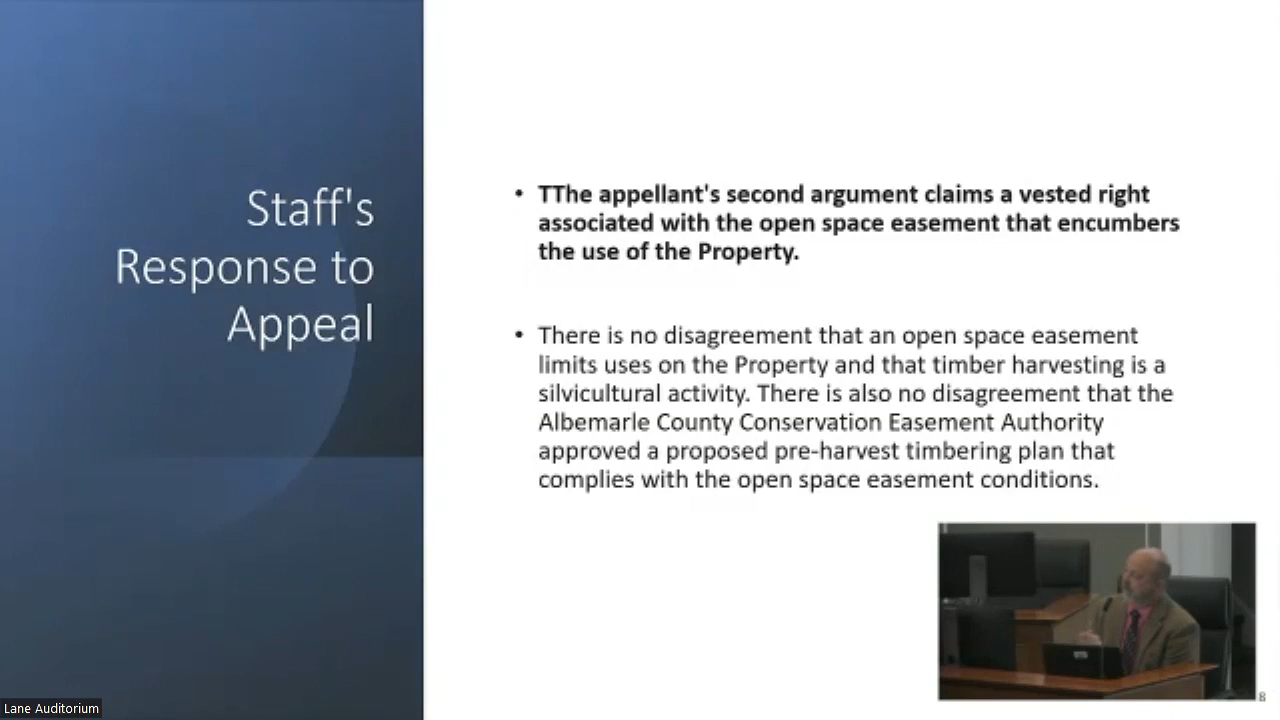 Staff's
Response to
Appeal
• TThe appellant's second argument claims a vested right
associated with the open space easement that encumbers
the use of the Property.
• There is no disagreement that an open space easement
limits uses on the Property and that timber harvesting is a
silvicultural activity. There is also no disagreement that the
Albemarle County Conservation Easement Authority
approved a proposed pre-harvest timbering plan that
complies with the open space easement conditions.
8
Lane Auditorium